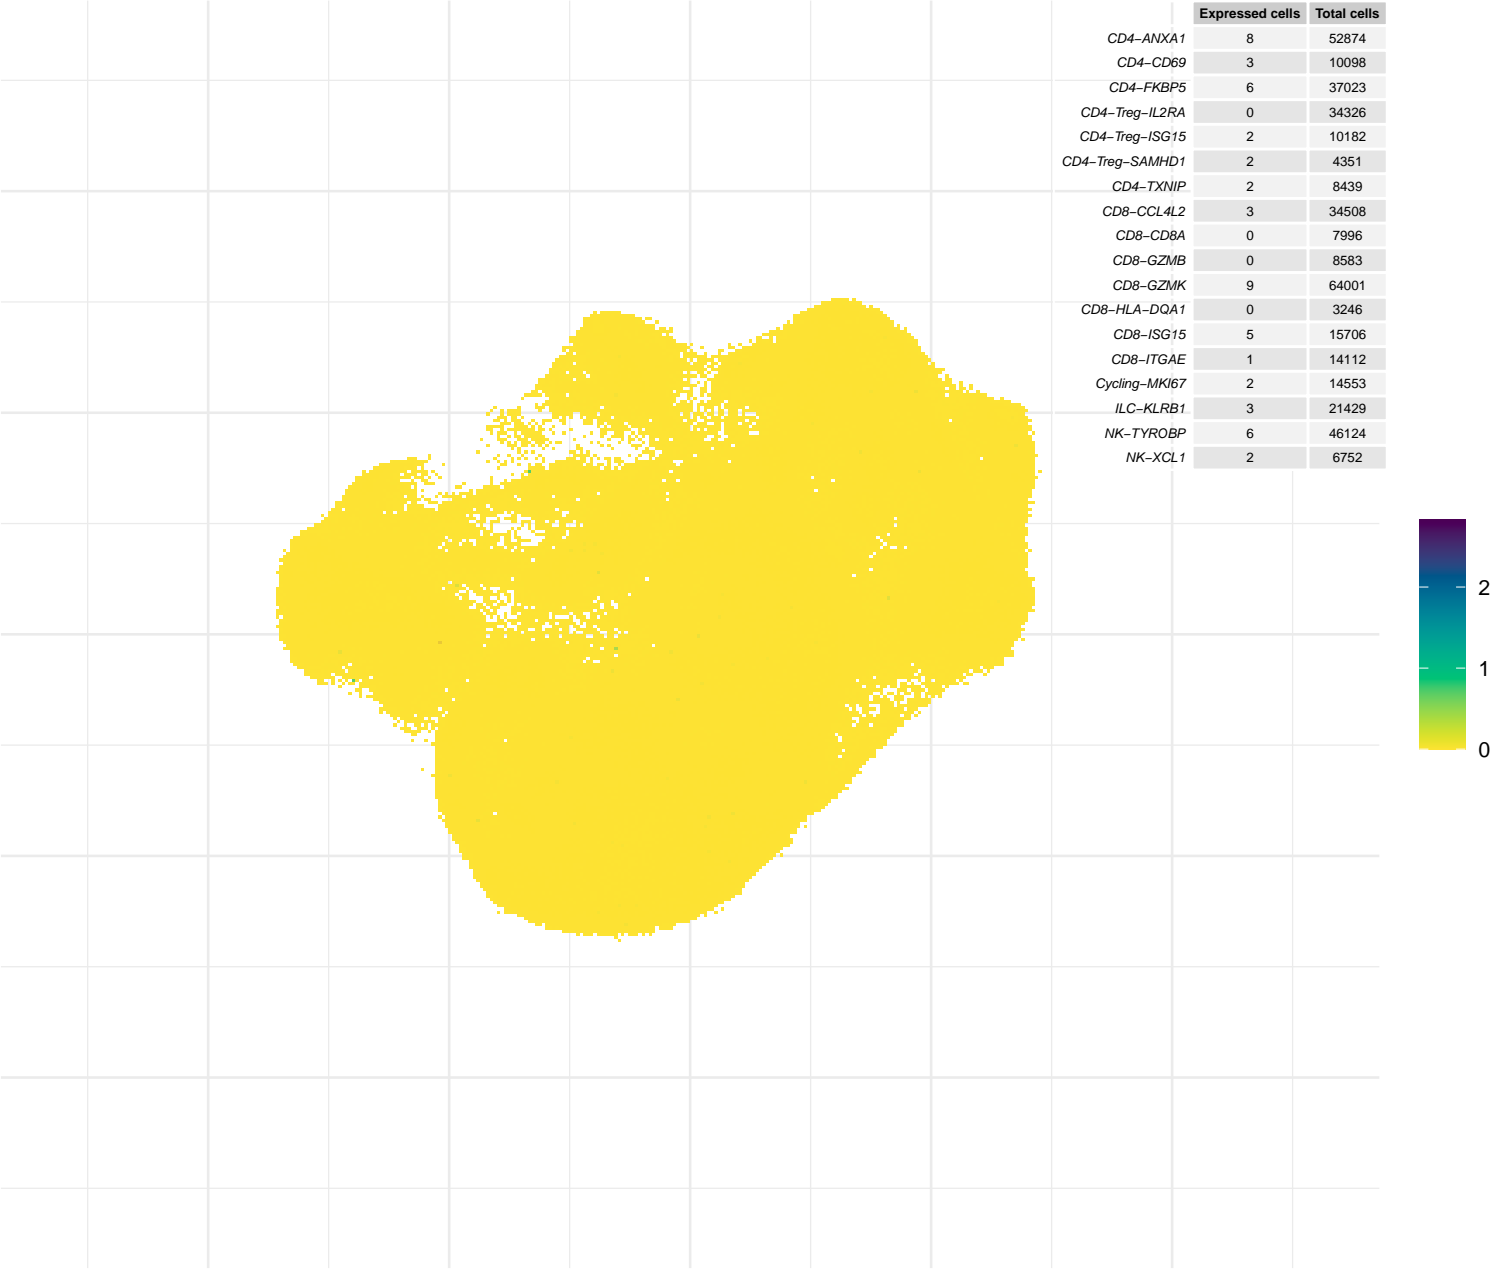 Expressed cells Total cells
CD4−ANXA1 8 52874
CD4−CD69 3 10098
CD4−FKBP5 6 37023
CD4−Treg−IL2RA 0 34326
CD4−Treg−ISG15 2 10182
CD4−Treg−SAMHD1 2 4351
CD4−TXNIP 2 8439
CD8−CCL4L2 3 34508
CD8−CD8A 0 7996
CD8−GZMB 0 8583
CD8−GZMK 9 64001
CD8−HLA−DQA1 0 3246
CD8−ISG15 5 15706
CD8−ITGAE 1 14112
Cycling−MKI67 2 14553
ILC−KLRB1 3 21429
NK−TYROBP 6 46124
NK−XCL1 2 6752
2
1
0